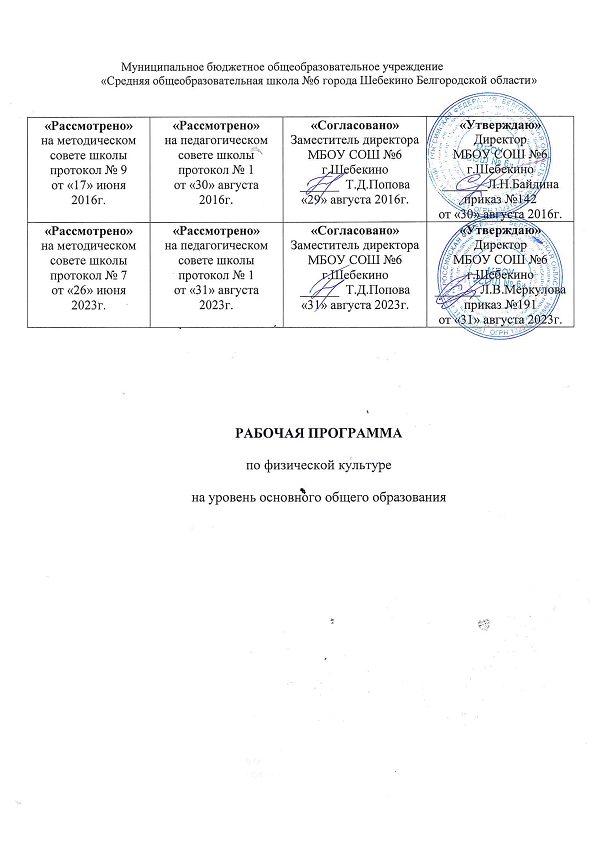 Муниципальное бюджетное общеобразовательное учреждение
«Средняя общеобразовательная школа №6 города Шебекино Белгородской области»
«Рассмотрено»
на методическом
совете школы
протокол № 9
от «17» июня
2016г.
«Рассмотрено»
на педагогическом
совете школы
протокол № 1
от «30» августа
2016г.
«Согласовано»
Заместитель директора
МБОУ СОШ №6
г.Шебекино
Т.Д.Попова
«29» августа 2016г.
«Утверждаю»
Директор
МБОУ СОШ №6
г.Шебекино
Л.Н.Байдина
приказ №142
от «30» августа 2016г.
«Рассмотрено»
на методическом
совете школы
протокол № 7
от «26» июня
2023г.
«Рассмотрено»
на педагогическом
совете школы
протокол № 1
от «31» августа
2023г.
«Согласовано»
Заместитель директора
МБОУ СОШ №6
г.Шебекино
Т.Д.Попова
«31» августа 2023г.
«Утверждаю»
Директор
МБОУ СОШ №6
г.Шебекино
Л.В.Меркулова
приказ №191
от «31» августа 2023г.
РАБОЧАЯ ПРОГРАММА
по физической культуре
на уровень основного общего образования